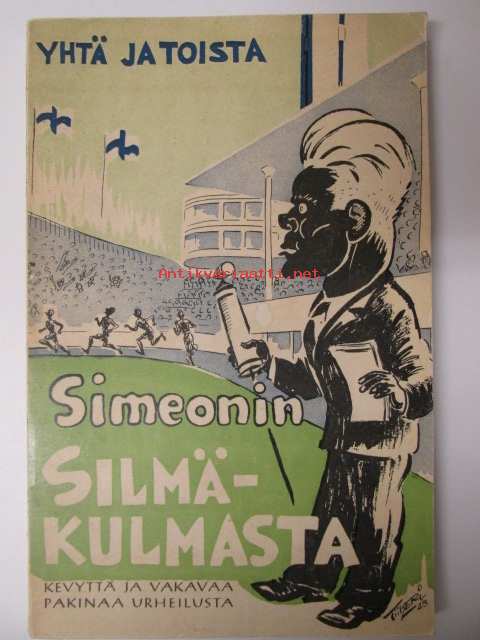 YHTÄ JA TOISTA
Antikvariaatti.net
Simeonin
SILMÄ-
KULMASTA
KEVYTTÄ JA VAKAVAA
PAKINAA URHEILUSTA